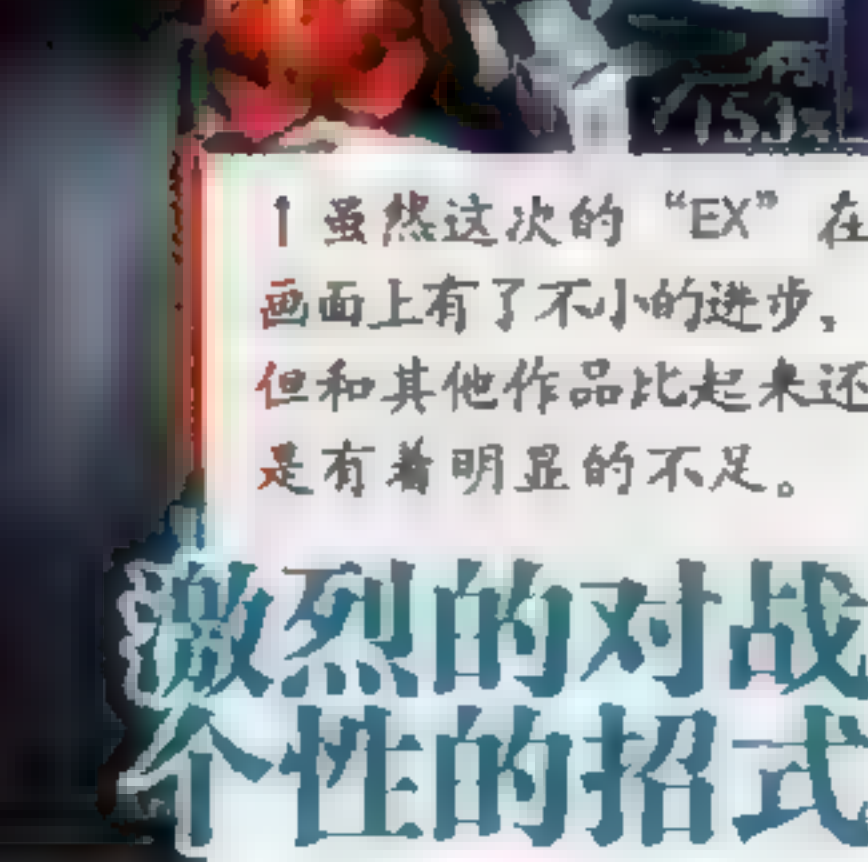 ↑虽然这次的“EX”在
画面上有了不小的进步，
但和其他作品比起来还
是有着明显的不足。
激烈的对战
个性的招式